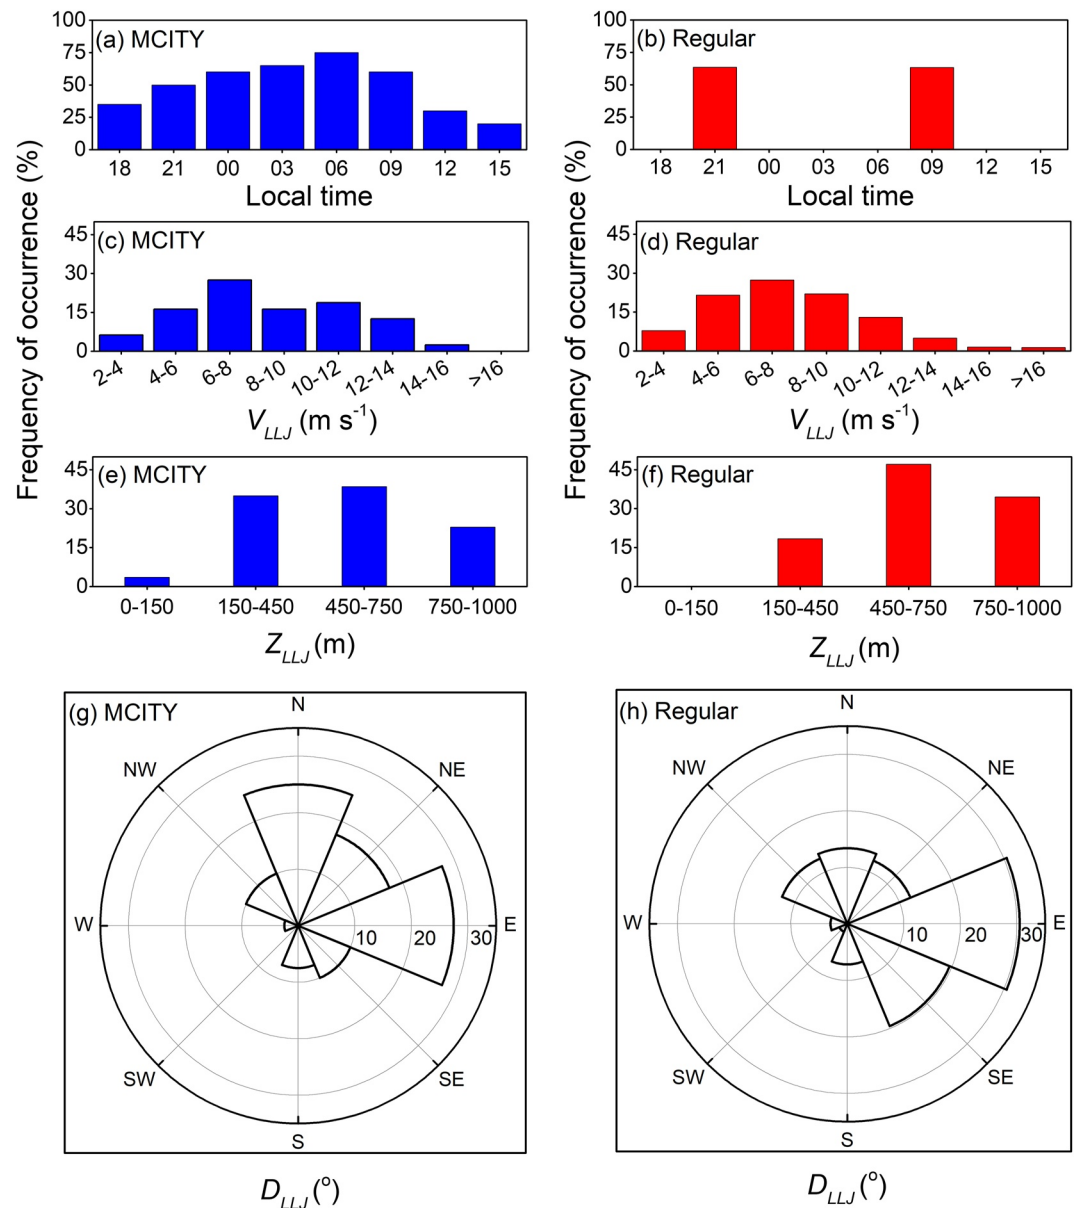 (a) MCITY
100
75
50
25
0
18 21 00 03 06 09 12 15
Local time
(b) Regular
100
75
50
25
0
18 21 00 03 06 09 12 15
Local time
Frequency of occurrence (%)
Frequency of occurrence (%)
(c) MCITY
45
30
15
0
2-4 4-6 6-8 8-10 10-12 12-14 14-16 >16
V_LLJ (m s⁻¹)
(d) Regular
45
30
15
0
2-4 4-6 6-8 8-10 10-12 12-14 14-16 >16
V_LLJ (m s⁻¹)
(e) MCITY
45
30
15
0
0-150 150-450 450-750 750-1000
Z_LLJ (m)
(f) Regular
45
30
15
0
0-150 150-450 450-750 750-1000
Z_LLJ (m)
(g) MCITY
N
NW NE
W 10 20 30 E
SW SE
S
D_LLJ (°)
(h) Regular
N
NW NE
W 10 20 30 E
SW SE
S
D_LLJ (°)